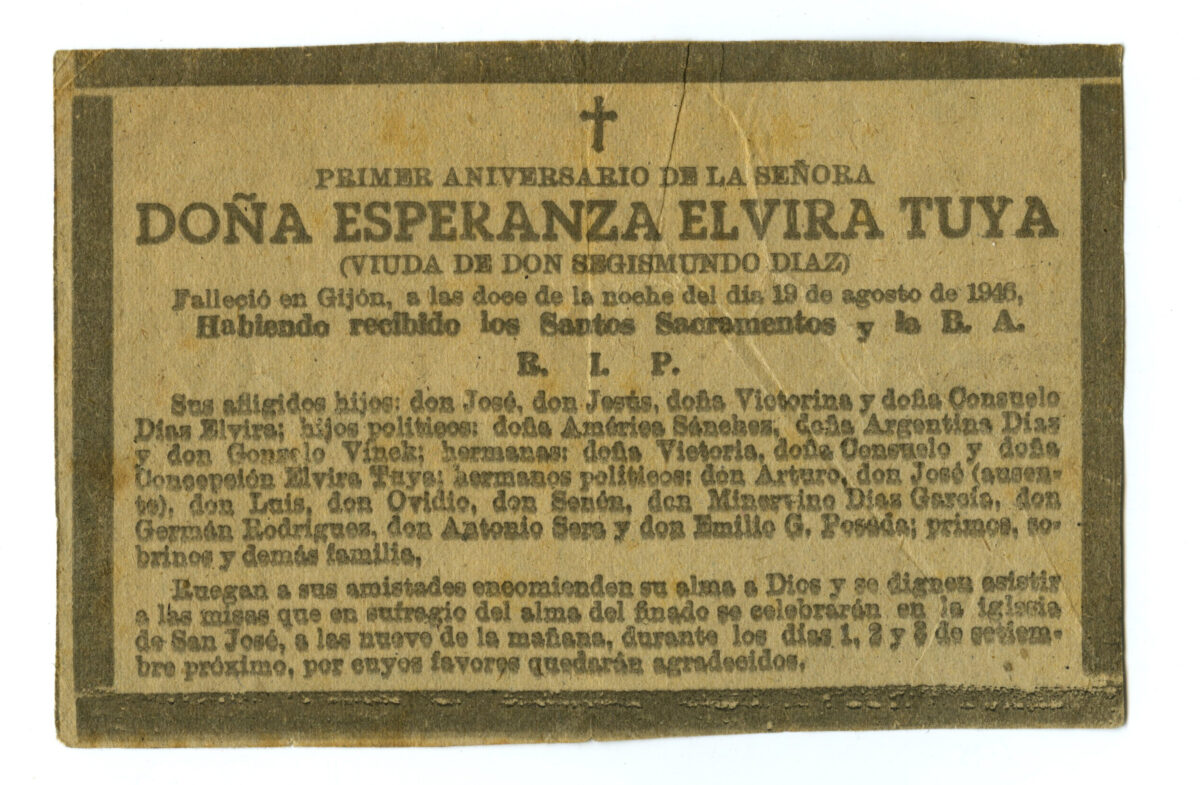 PRIMER ANIVERSARIO DE LA SEÑORA
DOÑA ESPERANZA ELVIRA TUYA
(VIUDA DE DON SEGISMUNDO DIAZ)
Falleció en Gijón, a las doce de la noche del día 19 de agosto de 1946,
Habiendo recibido los Santos Sacramentos y la B. A.
R. I. P.
Sus afligidos hijos: don José, don Jesús, doña Victorina y doña Consuelo
Díaz Elvira; hijos políticos: doña América Sánchez, doña Argentina Díaz
y don Gonzalo Vinck; hermanas: doña Victoria, doña Consuelo y doña
Concepción Elvira Tuya; hermanos políticos: don Arturo, don José (ausen-
te), don Luis, don Ovidio, don Senén, don Minervino Díaz García, don
Germán Rodríguez, don Antonio Sera y don Emilio G. Posada; primos, so-
brinos y demás familia,
Ruegan a sus amistades encomienden su alma a Dios y se dignen asistir
a las misas que en sufragio del alma del finado se celebrarán en la iglesia
de San José, a las nueve de la mañana, durante los días 1, 2 y 3 de setiem-
bre próximo, por cuyos favores quedarán agradecidos.